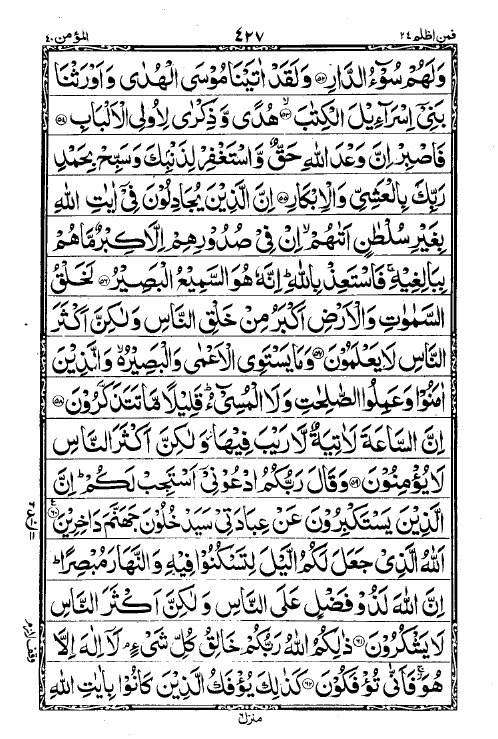 فمن اظلم ٢٤ ٤٢٧ المؤمن ٤٠
وَلَهُمْ سُوْٓءُ الدَّارِ ﴿٥٢﴾ وَلَقَدْ اٰتَيْنَا مُوْسَى الْهُدٰى وَاَوْرَثْنَا
بَنِىْٓ اِسْرَآءِيْلَ الْكِتٰبَ ﴿٥٣﴾ۙ هُدًى وَّذِكْرٰى لِاُولِى الْاَلْبَابِ ﴿٥٤﴾
فَاصْبِرْ اِنَّ وَعْدَ اللّٰهِ حَقٌّ وَّاسْتَغْفِرْ لِذَنْۢبِكَ وَسَبِّحْ بِحَمْدِ
رَبِّكَ بِالْعَشِىِّ وَالْاِبْكَارِ ﴿٥٥﴾ اِنَّ الَّذِيْنَ يُجَادِلُوْنَ فِىْٓ اٰيٰتِ اللّٰهِ
بِغَيْرِ سُلْطٰنٍ اَتٰىهُمْۙ اِنْ فِىْ صُدُوْرِهِمْ اِلَّا كِبْرٌ مَّا هُمْ
بِبَالِغِيْهِۚ فَاسْتَعِذْ بِاللّٰهِؕ اِنَّهٗ هُوَ السَّمِيْعُ الْبَصِيْرُ ﴿٥٦﴾ لَخَلْقُ
السَّمٰوٰتِ وَالْاَرْضِ اَكْبَرُ مِنْ خَلْقِ النَّاسِ وَلٰكِنَّ اَكْثَرَ
النَّاسِ لَا يَعْلَمُوْنَ ﴿٥٧﴾ وَمَا يَسْتَوِى الْاَعْمٰى وَالْبَصِيْرُ ۙ وَالَّذِيْنَ
اٰمَنُوْا وَعَمِلُوا الصّٰلِحٰتِ وَلَا الْمُسِىْٓءُؕ قَلِيْلًا مَّا تَتَذَكَّرُوْنَ ﴿٥٨﴾
اِنَّ السَّاعَةَ لَاٰتِيَةٌ لَّا رَيْبَ فِيْهَا وَلٰكِنَّ اَكْثَرَ النَّاسِ
لَا يُؤْمِنُوْنَ ﴿٥٩﴾ وَقَالَ رَبُّكُمُ ادْعُوْنِىْٓ اَسْتَجِبْ لَكُمْؕ اِنَّ
الَّذِيْنَ يَسْتَكْبِرُوْنَ عَنْ عِبَادَتِىْ سَيَدْخُلُوْنَ جَهَنَّمَ دَاخِرِيْنَ ﴿٦٠﴾
اَللّٰهُ الَّذِىْ جَعَلَ لَكُمُ الَّيْلَ لِتَسْكُنُوْا فِيْهِ وَالنَّهَارَ مُبْصِرًاؕ
اِنَّ اللّٰهَ لَذُوْ فَضْلٍ عَلَى النَّاسِ وَلٰكِنَّ اَكْثَرَ النَّاسِ
لَا يَشْكُرُوْنَ ﴿٦١﴾ ذٰلِكُمُ اللّٰهُ رَبُّكُمْ خَالِقُ كُلِّ شَىْءٍۘ لَآ اِلٰهَ اِلَّا
هُوَؗ فَاَنّٰى تُؤْفَكُوْنَ ﴿٦٢﴾ كَذٰلِكَ يُؤْفَكُ الَّذِيْنَ كَانُوْا بِاٰيٰتِ اللّٰهِ
وقف لازم
منزل